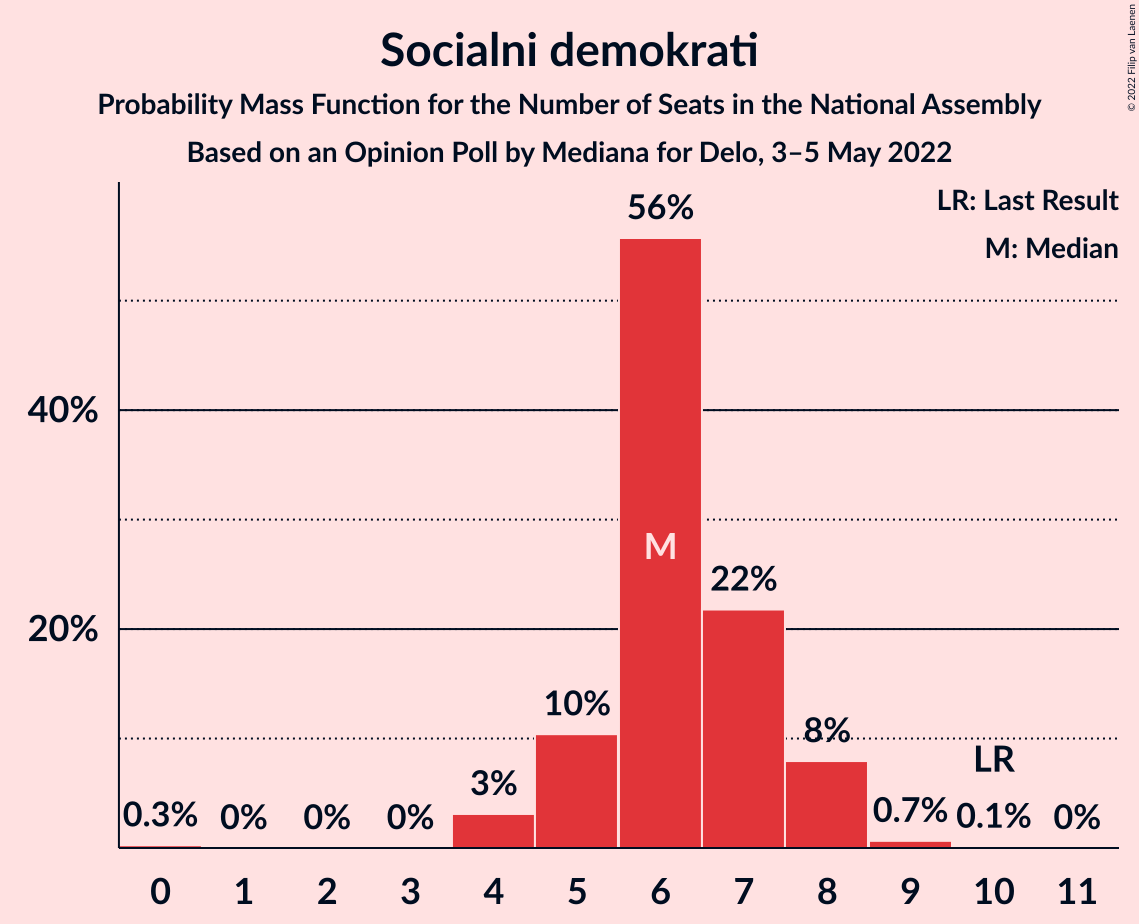 Socialni demokrati
Probability Mass Function for the Number of Seats in the National Assembly
Based on an Opinion Poll by Mediana for Delo, 3–5 May 2022
© 2022 Filip van Laenen
LR: Last Result
M: Median
56%
40%
M
22%
20%
10%
8%
LR
3%
0.3% 0% 0% 0% 0.7% 0.1% 0%
0 1 2 3 4 5 6 7 8 9 10 11